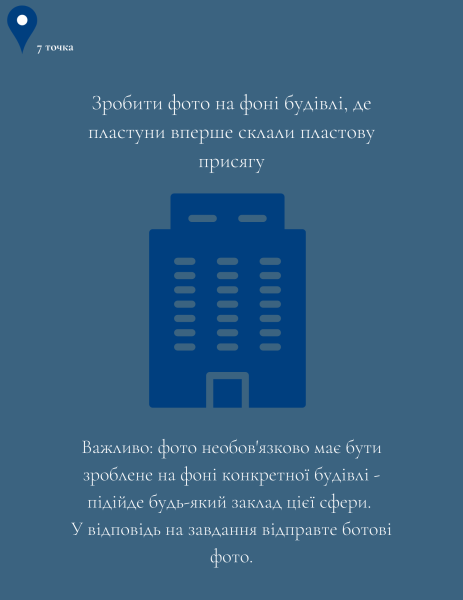 7 точка
Зробити фото на фоні будівлі, де
пластуни вперше склали пластову
присягу
Важливо: фото необов'язково має бути
зроблене на фоні конкретної будівлі -
підійде будь-який заклад цієї сфери.
У відповідь на завдання відправте ботові
фото.